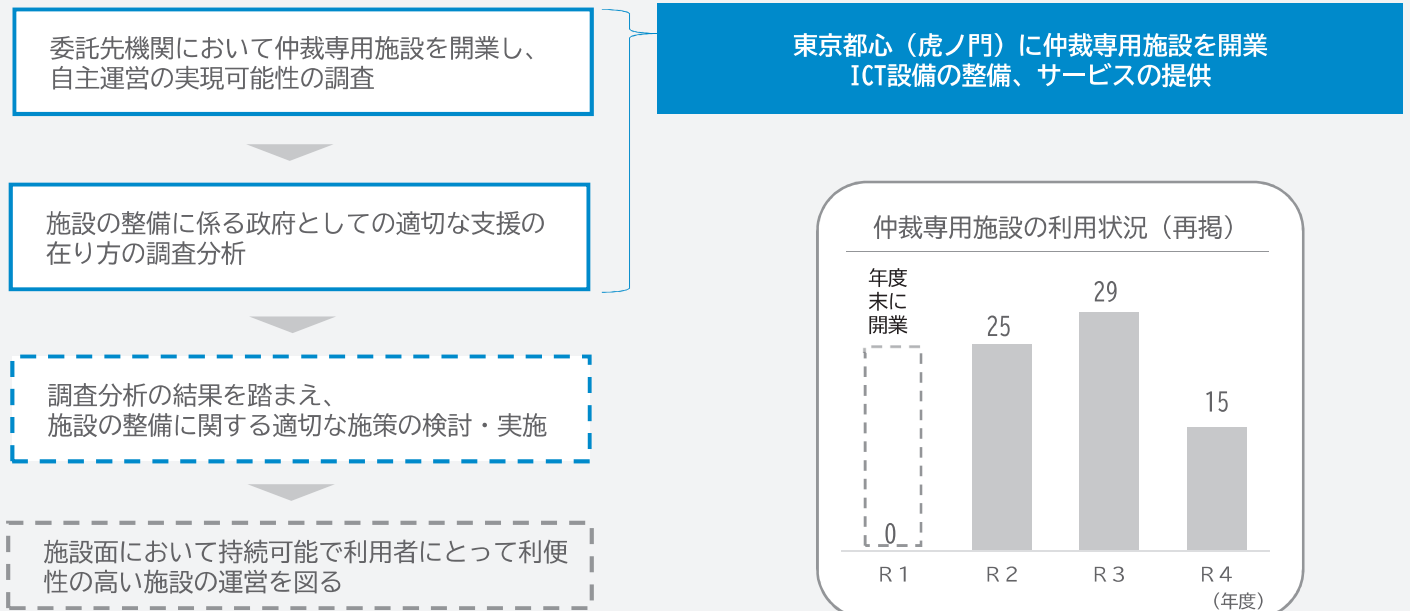 委託先機関において仲裁専用施設を開業し、
自主運営の実現可能性の調査
施設の整備に係る政府としての適切な支援の
在り方の調査分析
調査分析の結果を踏まえ、
施設の整備に関する適切な施策の検討・実施
施設面において持続可能で利用者にとって利便
性の高い施設の運営を図る
東京都心（虎ノ門）に仲裁専用施設を開業
ICT設備の整備、サービスの提供
仲裁専用施設の利用状況（再掲）
年度
末に
開業
0
25
29
15
R1
R2
R3
R4
（年度）